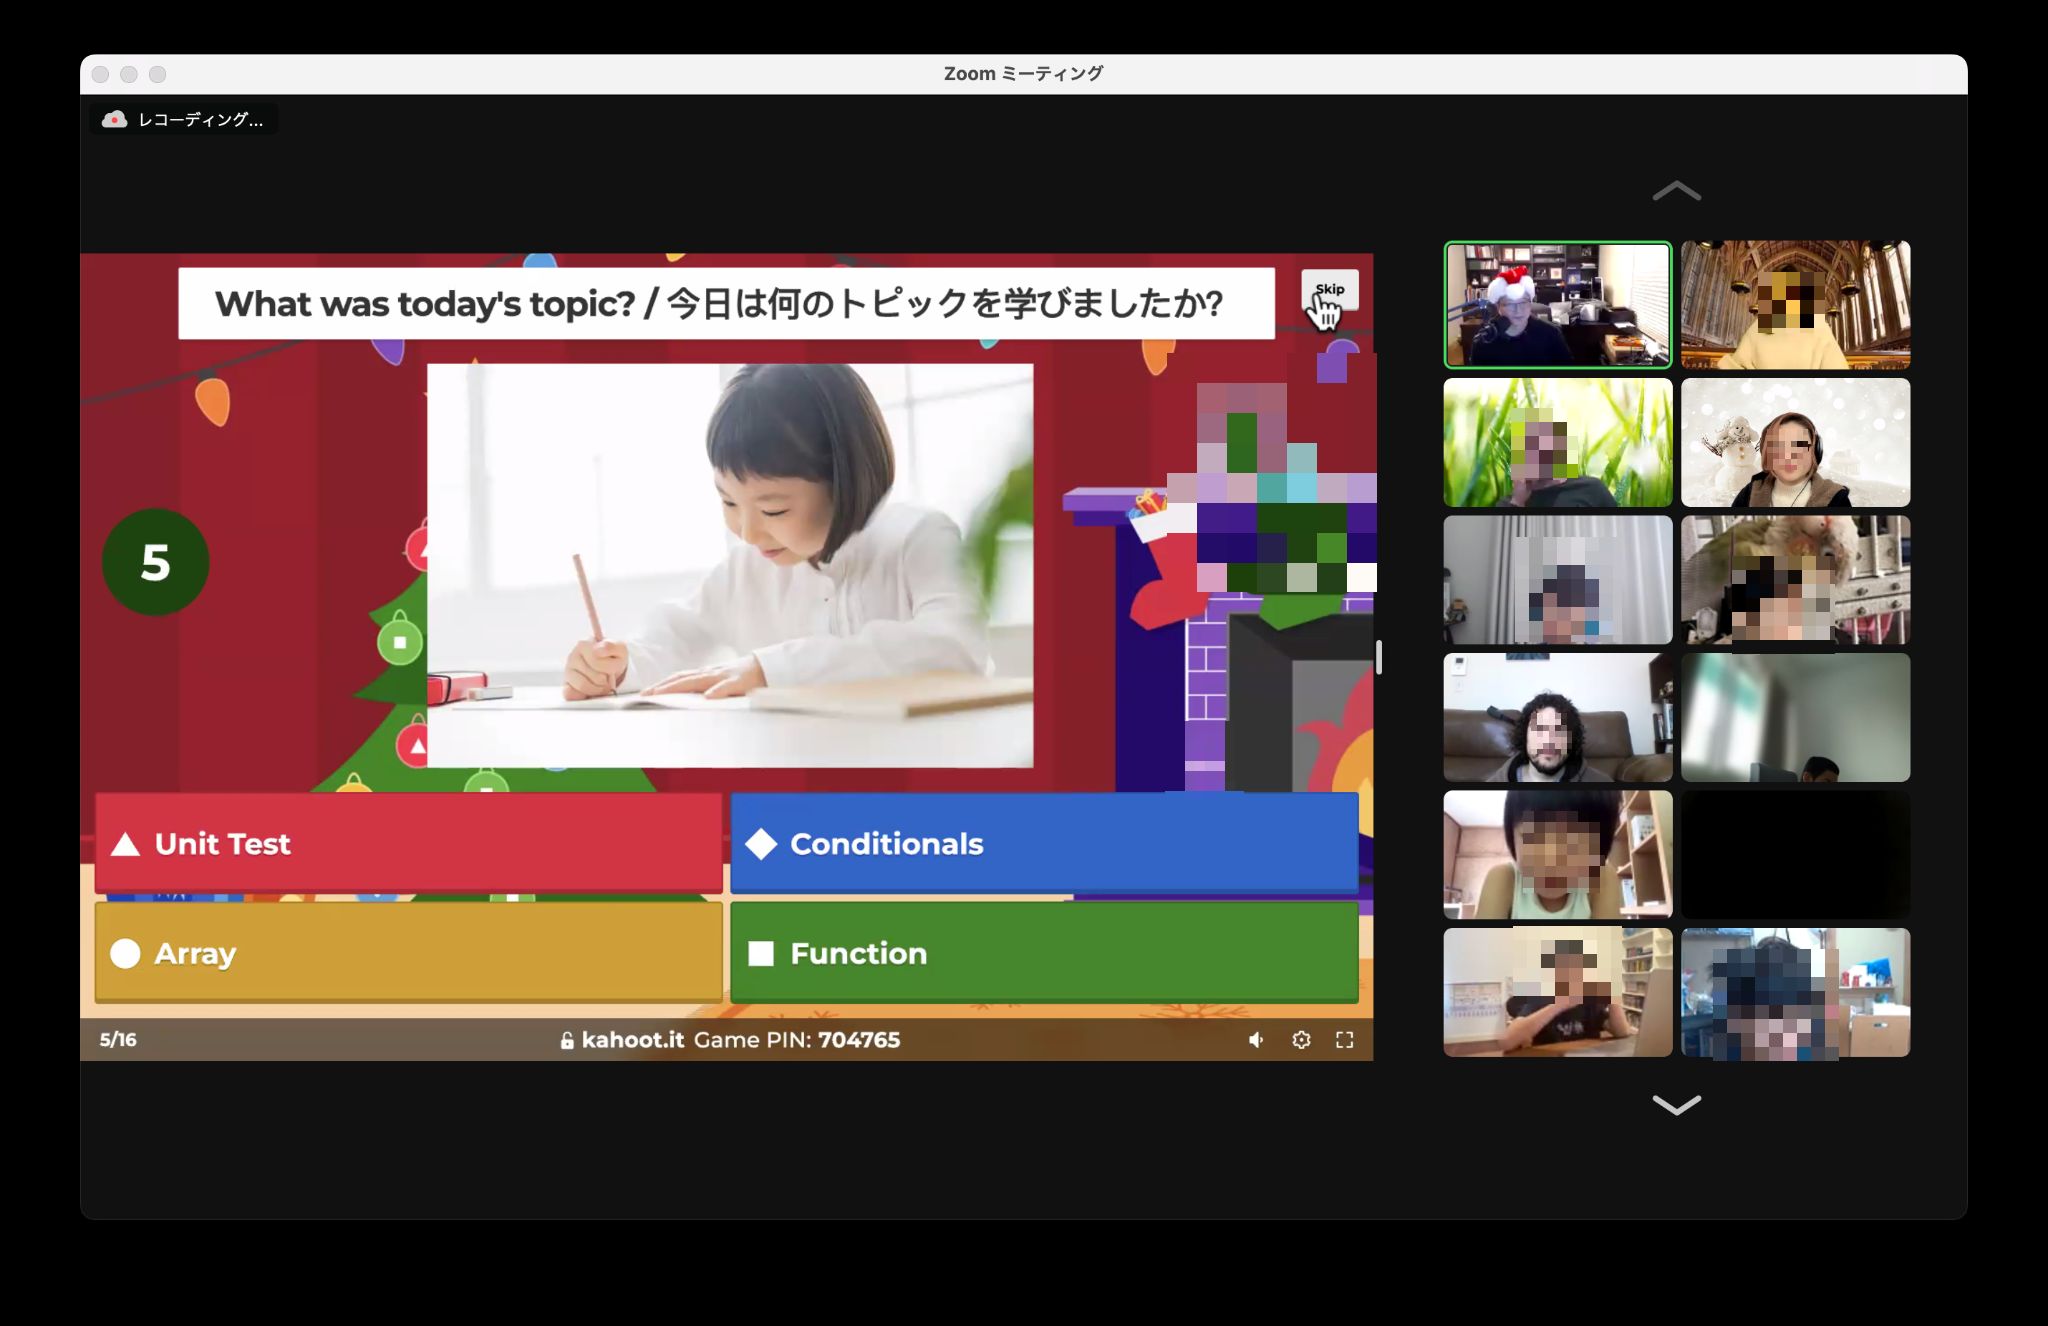 Zoom ミーティング
レコーディング...
What was today's topic? / 今日は何のトピックを学びましたか?
Skip
5
Unit Test
Conditionals
Array
Function
5/16
kahoot.it Game PIN: 704765